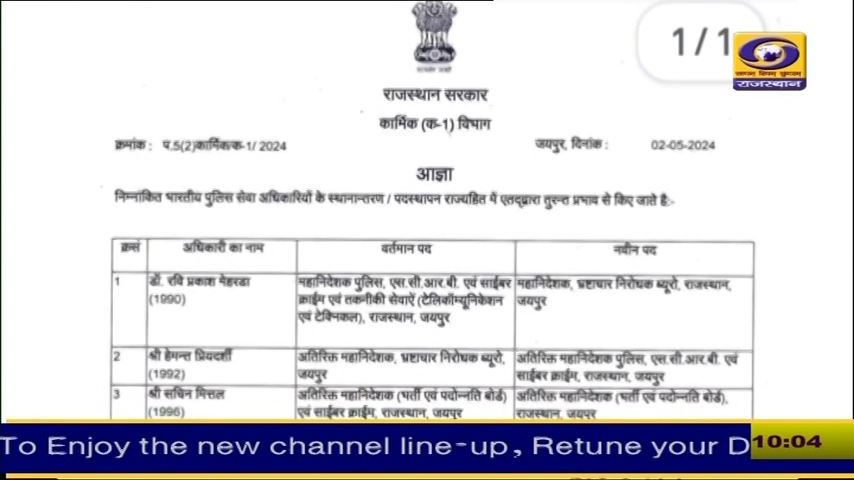 1/1
सत्यम् शिवम् सुन्दरम्
राजस्थान
राजस्थान सरकार
कार्मिक (क-1) विभाग
क्रमांक : प.5(2)कार्मिक/क-1/2024 जयपुर, दिनांक : 02-05-2024
आज्ञा
निम्नांकित भारतीय पुलिस सेवा अधिकारियों के स्थानान्तरण / पदस्थापन राज्यहित में एतद्द्वारा तुरन्त प्रभाव से किए जाते है:-
क्रसं अधिकारी का नाम वर्तमान पद नवीन पद
1 डॉ. रवि प्रकाश मेहरडा महानिदेशक पुलिस, एस.सी.आर.बी. एवं साईबर महानिदेशक, भ्रष्टाचार निरोधक ब्यूरो, राजस्थान,
(1990) क्राईम एवं तकनीकी सेवाऐं (टेलिकॉम्यूनिकेशन जयपुर
एवं टेक्निकल), राजस्थान, जयपुर
2 श्री हेमन्त प्रियदर्शी अतिरिक्त महानिदेशक, भ्रष्टाचार निरोधक ब्यूरो, अतिरिक्त महानिदेशक पुलिस, एस.सी.आर.बी. एवं
(1992) जयपुर साईबर क्राईम, राजस्थान, जयपुर
3 श्री सचिन मित्तल अतिरिक्त महानिदेशक (भर्ती एवं पदोन्नति बोर्ड) अतिरिक्त महानिदेशक (भर्ती एवं पदोन्नति बोर्ड),
(1996) एवं साईबर क्राईम, राजस्थान, जयपुर राजस्थान, जयपुर
To Enjoy the new channel line-up, Retune your D
10:04